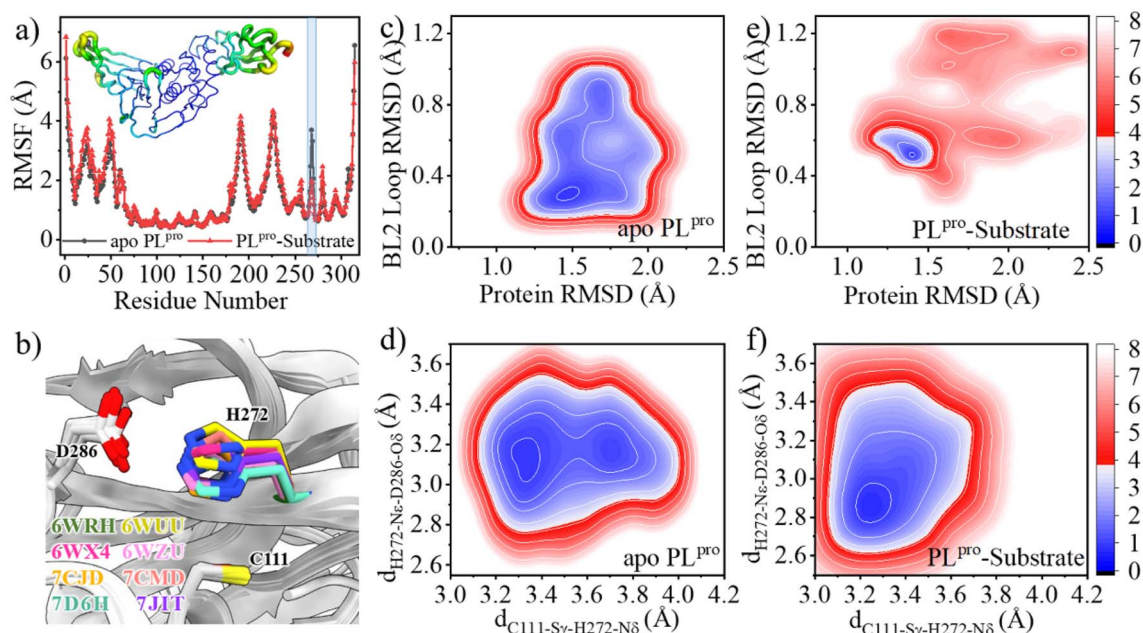 a)
RMSF (Å)
6
4
2
0
apo PLᵖʳᵒ
PLᵖʳᵒ-Substrate
0 50 100 150 200 250 300
Residue Number
c)
BL2 Loop RMSD (Å)
1.2
0.8
0.4
0.0
apo PLᵖʳᵒ
1.0 1.5 2.0 2.5
Protein RMSD (Å)
e)
BL2 Loop RMSD (Å)
1.2
0.8
0.4
0.0
PLᵖʳᵒ-Substrate
1.0 1.5 2.0 2.5
Protein RMSD (Å)
8
7
6
5
4
3
2
1
0
b)
D286
H272
C111
6WRH 6WUU
6WX4 6WZU
7CJD 7CMD
7D6H 7JIT
d)
d H272-Nε-D286-Oδ (Å)
3.6
3.4
3.2
3.0
2.8
2.6
apo PLᵖʳᵒ
3.0 3.2 3.4 3.6 3.8 4.0 4.2
d C111-Sγ-H272-Nδ (Å)
f)
d H272-Nε-D286-Oδ (Å)
3.6
3.4
3.2
3.0
2.8
2.6
PLᵖʳᵒ-Substrate
3.0 3.2 3.4 3.6 3.8 4.0 4.2
d C111-Sγ-H272-Nδ (Å)
8
7
6
5
4
3
2
1
0